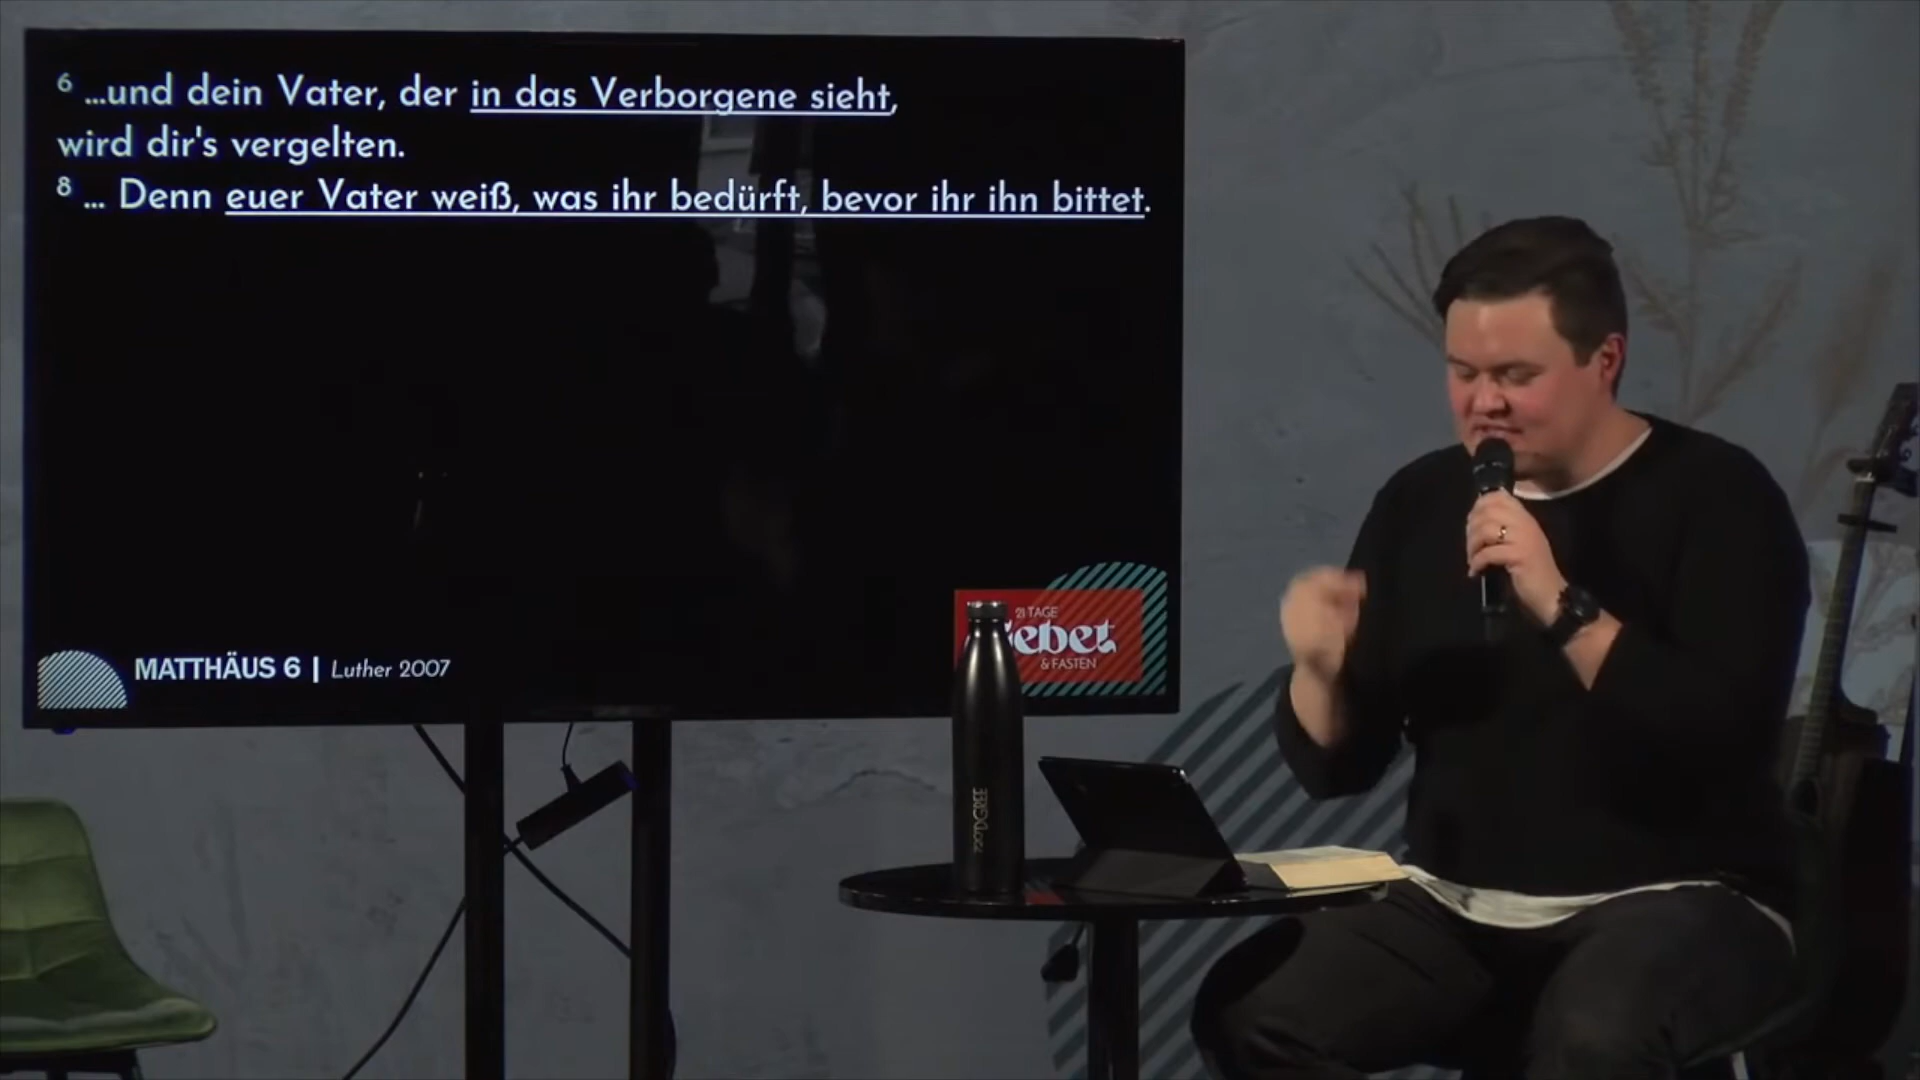 6 ...und dein Vater, der in das Verborgene sieht,
wird dir's vergelten.
8 ... Denn euer Vater weiß, was ihr bedürft, bevor ihr ihn bittet.
MATTHÄUS 6 | Luther 2007
21 TAGE
& FASTEN